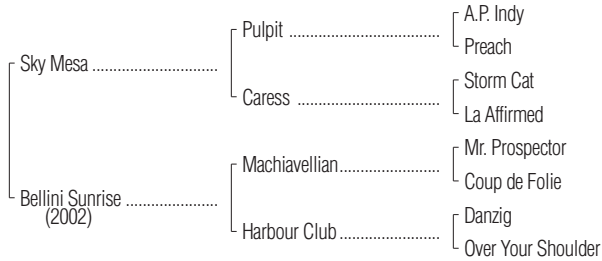 A.P. Indy
Pulpit ..............................
Preach
Sky Mesa .........................
Storm Cat
Caress ............................
La Affirmed
Mr. Prospector
Machiavellian....................
Coup de Folie
Bellini Sunrise ..................
(2002)
Danzig
Harbour Club ....................
Over Your Shoulder